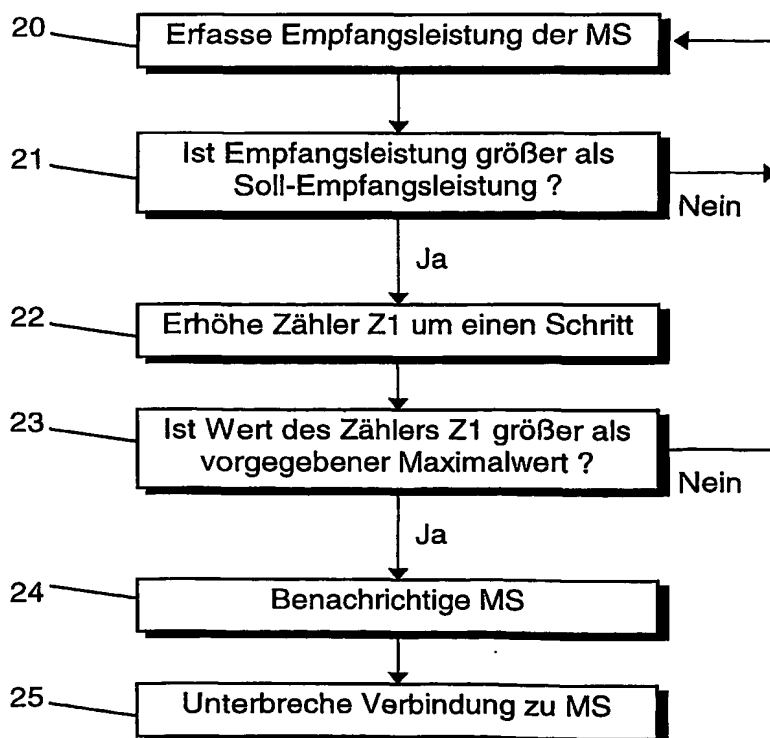 20
Erfasse Empfangsleistung der MS
21
Ist Empfangsleistung größer als
Soll-Empfangsleistung ?
Nein
Ja
22
Erhöhe Zähler Z1 um einen Schritt
23
Ist Wert des Zählers Z1 größer als
vorgegebener Maximalwert ?
Nein
Ja
24
Benachrichtige MS
25
Unterbreche Verbindung zu MS